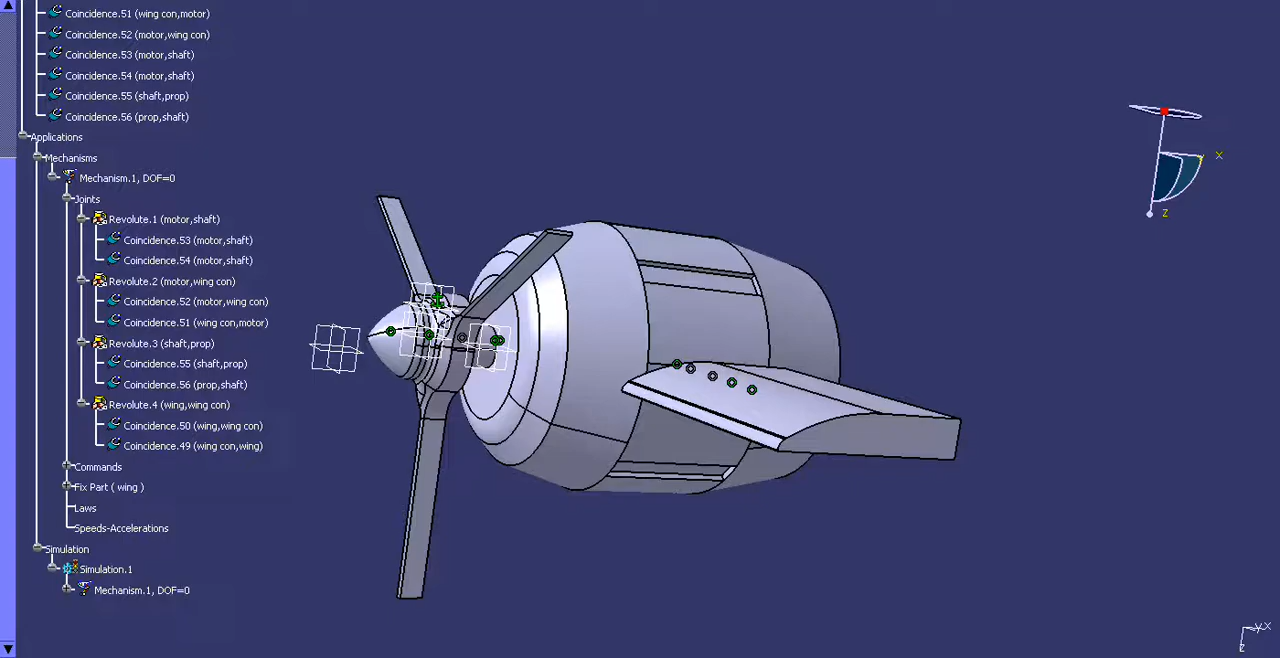 Coincidence.51 (wing con,motor)
Coincidence.52 (motor,wing con)
Coincidence.53 (motor,shaft)
Coincidence.54 (motor,shaft)
Coincidence.55 (shaft,prop)
Coincidence.56 (prop,shaft)
Applications
Mechanisms
Mechanism.1, DOF=0
Joints
Revolute.1 (motor,shaft)
Coincidence.53 (motor,shaft)
Coincidence.54 (motor,shaft)
Revolute.2 (motor,wing con)
Coincidence.52 (motor,wing con)
Coincidence.51 (wing con,motor)
Revolute.3 (shaft,prop)
Coincidence.55 (shaft,prop)
Coincidence.56 (prop,shaft)
Revolute.4 (wing,wing con)
Coincidence.50 (wing,wing con)
Coincidence.49 (wing con,wing)
Commands
Fix Part ( wing )
Laws
Speeds-Accelerations
Simulation
Simulation.1
Mechanism.1, DOF=0
X
Z
y x
z